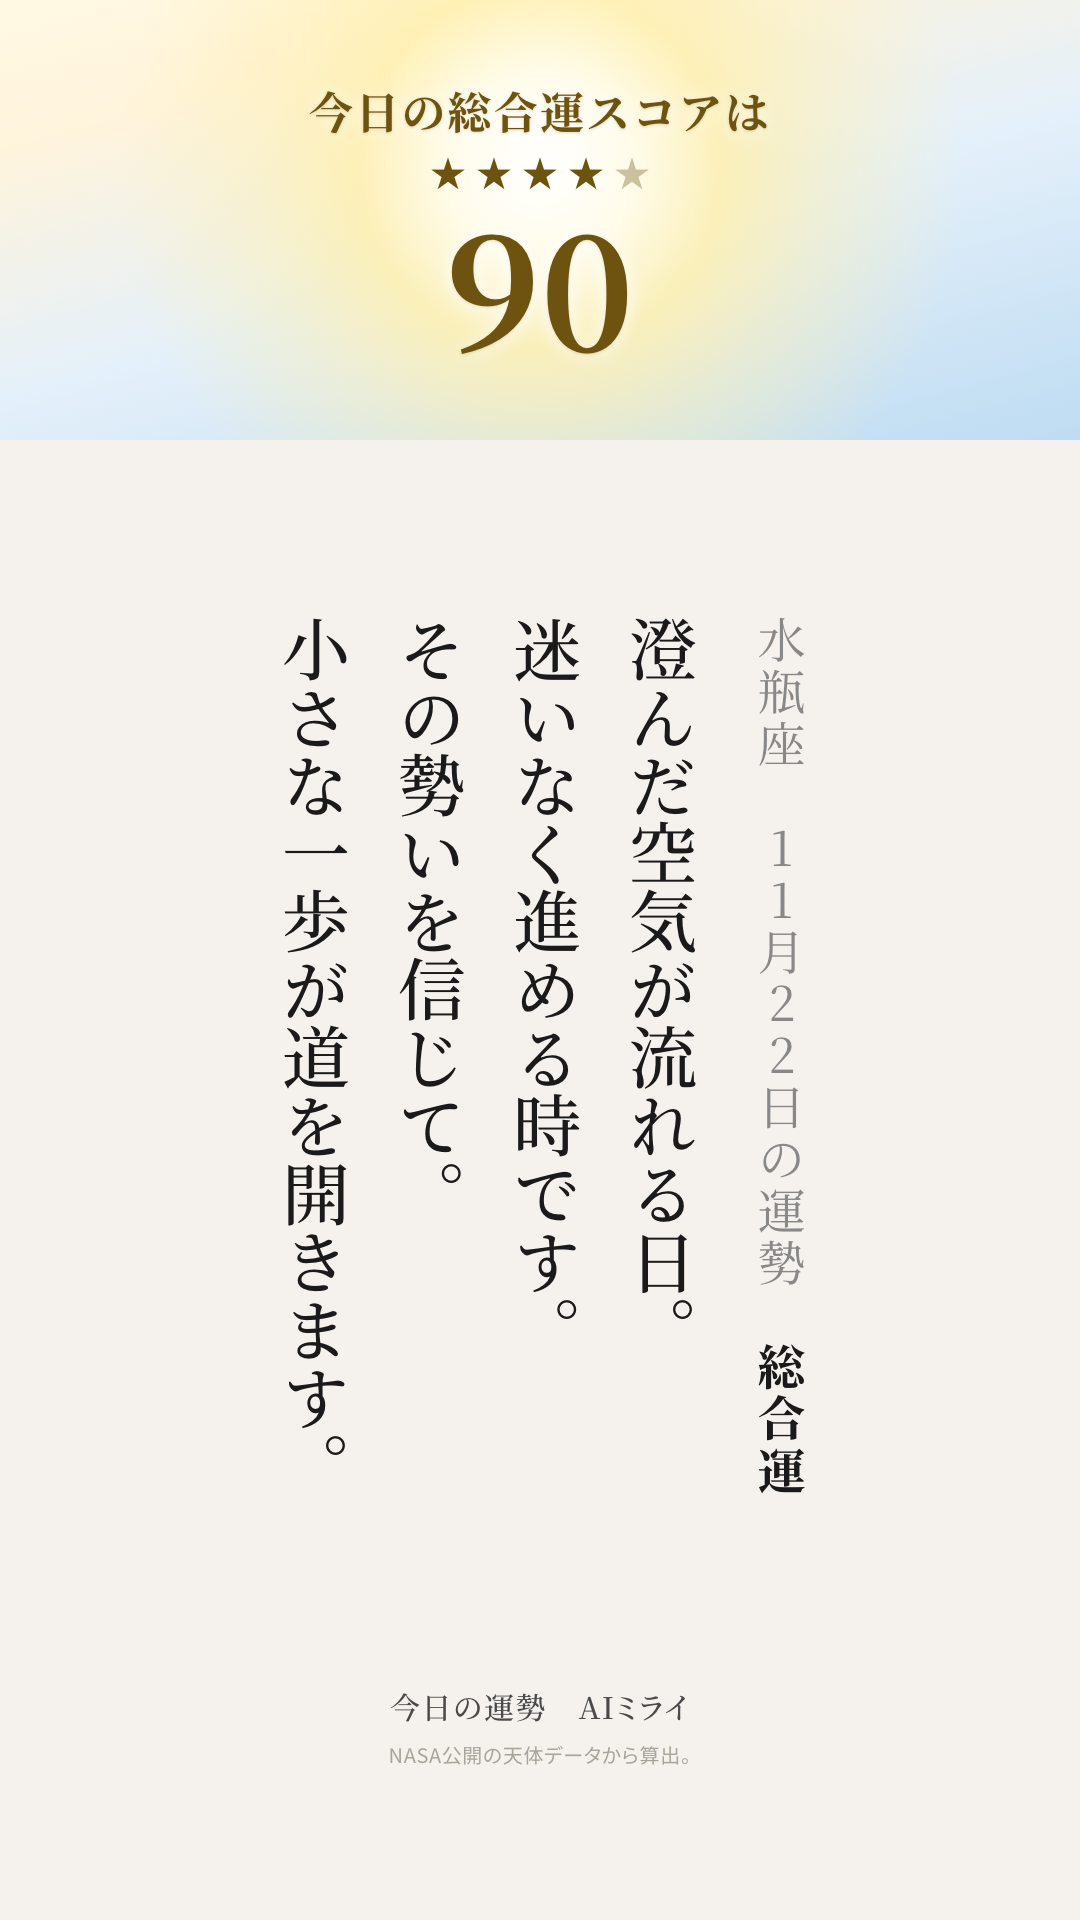 今日の総合運スコアは
★★★★★
90
水瓶座　11月22日の運勢　総合運
澄んだ空気が流れる日。
迷いなく進める時です。
その勢いを信じて。
小さな一歩が道を開きます。
今日の運勢　AIミライ
NASA公開の天体データから算出。